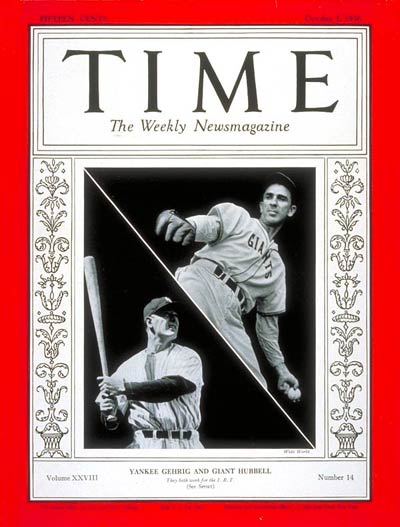 FIFTEEN CENTS October 5, 1936
TIME
The Weekly Newsmagazine
GIANTS
Wide World
YANKEE GEHRIG AND GIANT HUBBELL
They both work for the I. R. T.
(See Series)
Volume XXVIII Number 14